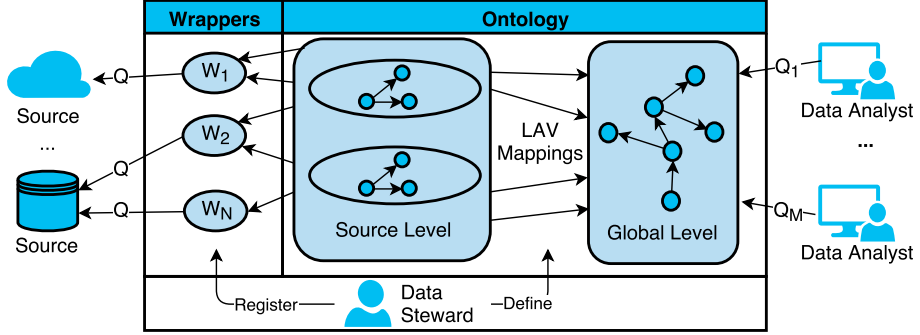 Wrappers
Ontology
Q
W1
Source
...
W2
Q
Q
WN
Source
Source Level
LAV
Mappings
Global Level
Q1
Data Analyst
...
QM
Data Analyst
Register
Data
Steward
Define